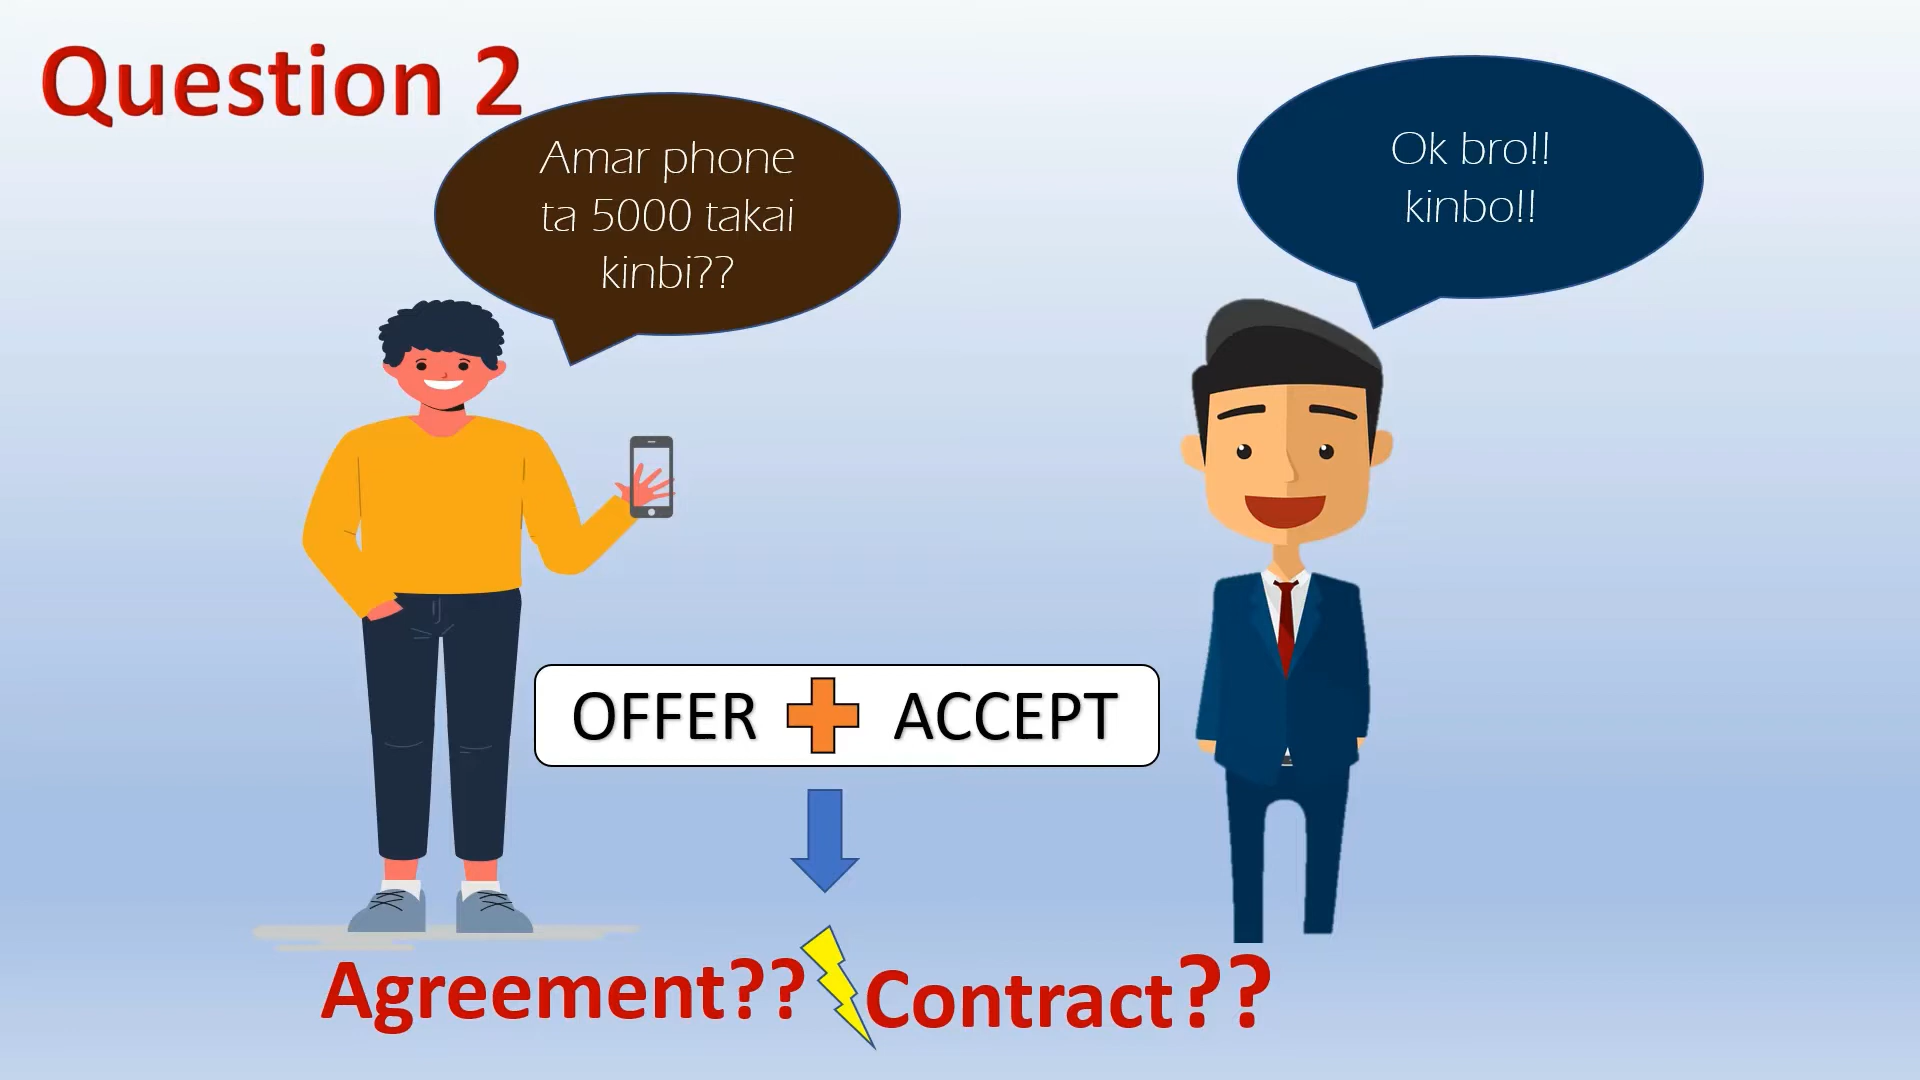 Question 2
Amar phone
ta 5000 takai
kinbi??
Ok bro!!
kinbo!!
OFFER ACCEPT
Agreement?? Contract??